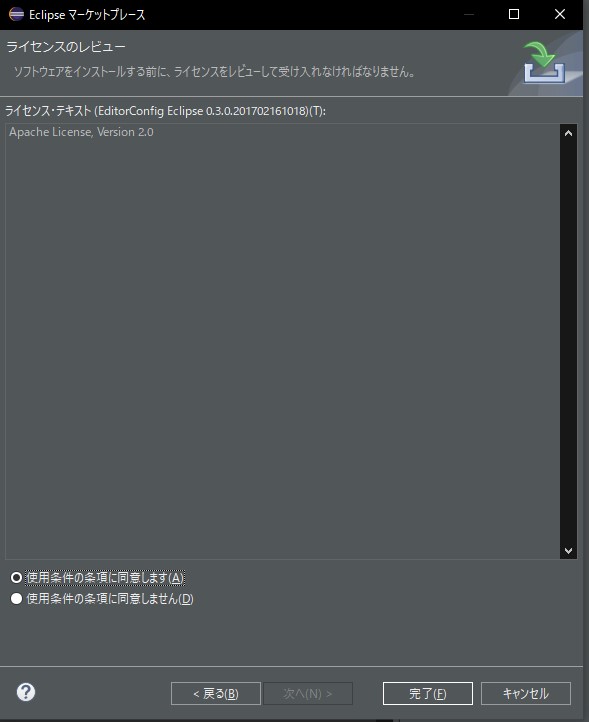 Eclipse マーケットプレース
ライセンスのレビュー
ソフトウェアをインストールする前に、ライセンスをレビューして受け入れなければなりません。
ライセンス・テキスト (EditorConfig Eclipse 0.3.0.201702161018)(T):
Apache License, Version 2.0
使用条件の条項に同意します(A)
使用条件の条項に同意しません(D)
?
< 戻る(B)
次へ(N) >
完了(F)
キャンセル